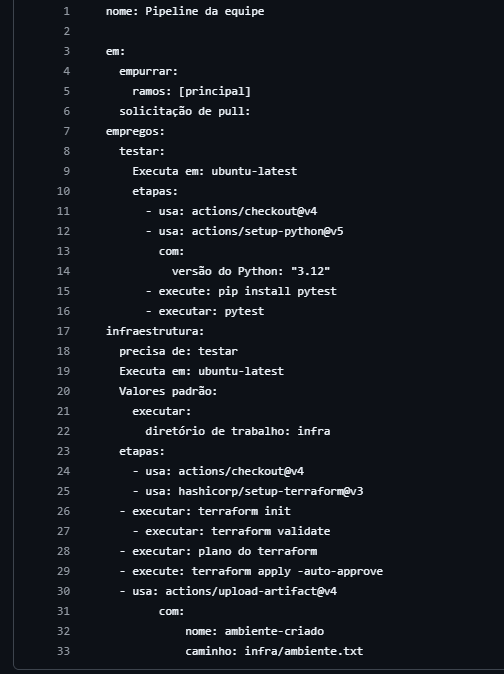 1 nome: Pipeline da equipe
2
3 em:
4 empurrar:
5 ramos: [principal]
6 solicitação de pull:
7 empregos:
8 testar:
9 Executa em: ubuntu-latest
10 etapas:
11 - usa: actions/checkout@v4
12 - usa: actions/setup-python@v5
13 com:
14 versão do Python: "3.12"
15 - execute: pip install pytest
16 - executar: pytest
17 infraestrutura:
18 precisa de: testar
19 Executa em: ubuntu-latest
20 Valores padrão:
21 executar:
22 diretório de trabalho: infra
23 etapas:
24 - usa: actions/checkout@v4
25 - usa: hashicorp/setup-terraform@v3
26 - executar: terraform init
27 - executar: terraform validate
28 - executar: plano do terraform
29 - execute: terraform apply -auto-approve
30 - usa: actions/upload-artifact@v4
31 com:
32 nome: ambiente-criado
33 caminho: infra/ambiente.txt